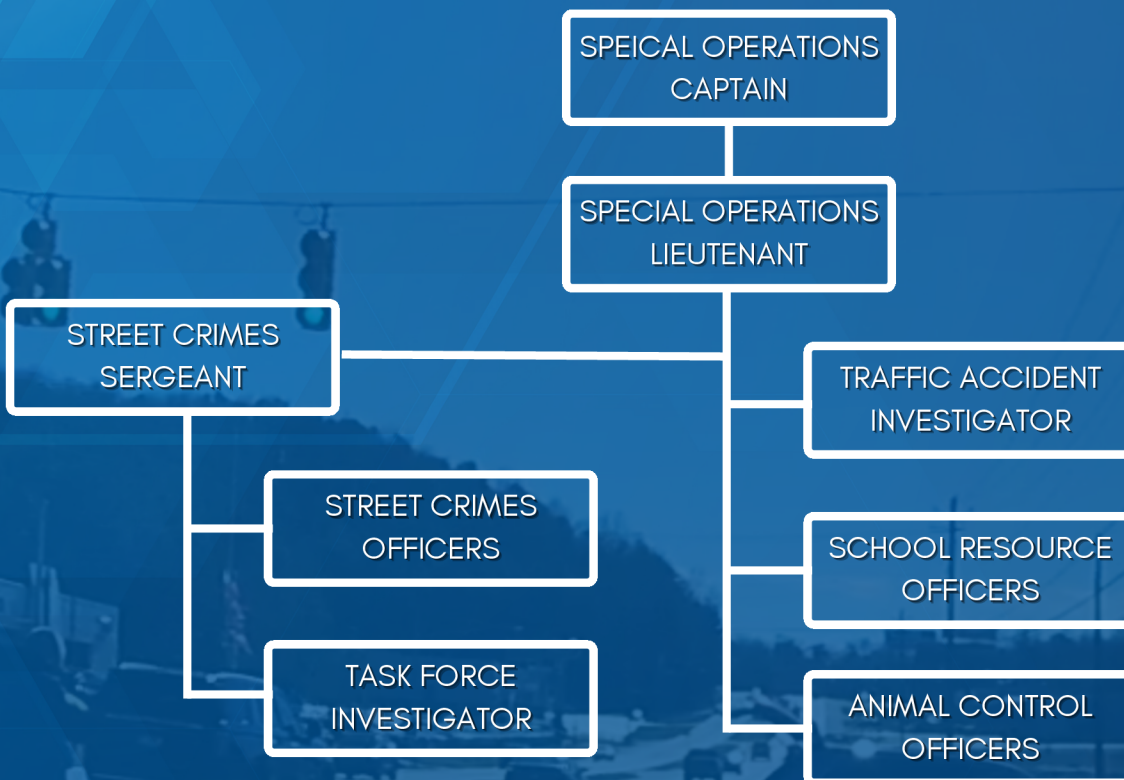 SPEICAL OPERATIONS
CAPTAIN
SPECIAL OPERATIONS
LIEUTENANT
STREET CRIMES
SERGEANT
TRAFFIC ACCIDENT
INVESTIGATOR
STREET CRIMES
OFFICERS
SCHOOL RESOURCE
OFFICERS
TASK FORCE
INVESTIGATOR
ANIMAL CONTROL
OFFICERS